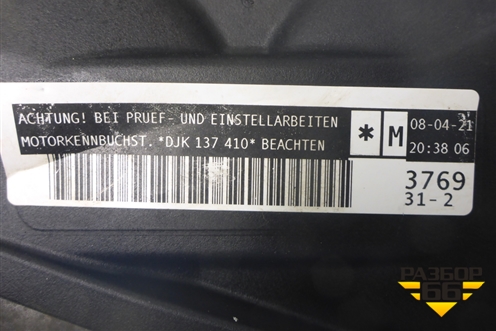 ACHTUNG! BEI PRUEF- UND EINSTELLARBEITEN
MOTORKENNBUCHST. *DJK 137 410* BEACHTEN
* M
08-04-21
20:38 06
3769
31-2
РАЗБОР
66